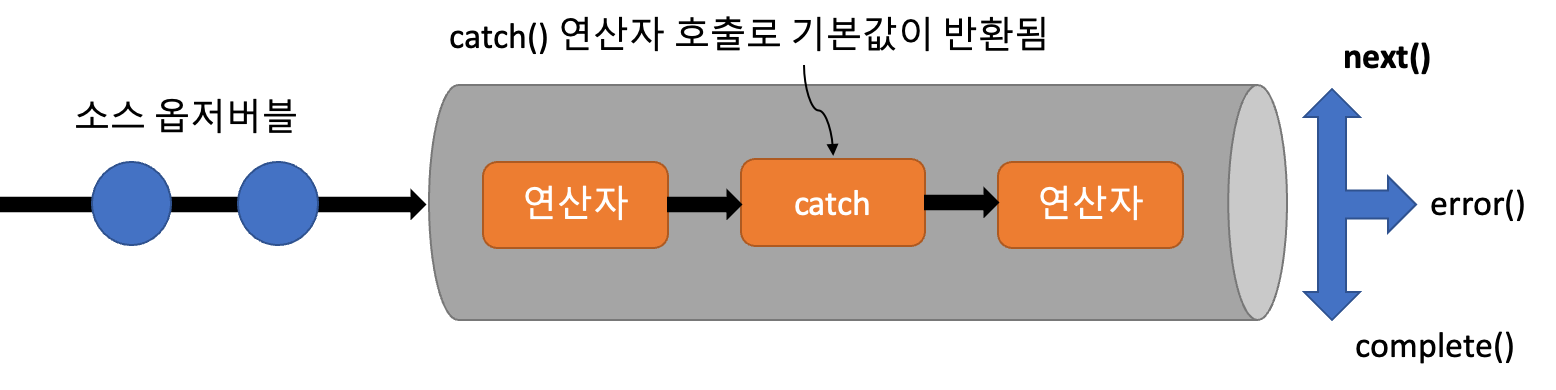 catch() 연산자 호출로 기본값이 반환됨
next()
소스 옵저버블
연산자
catch
연산자
error()
complete()